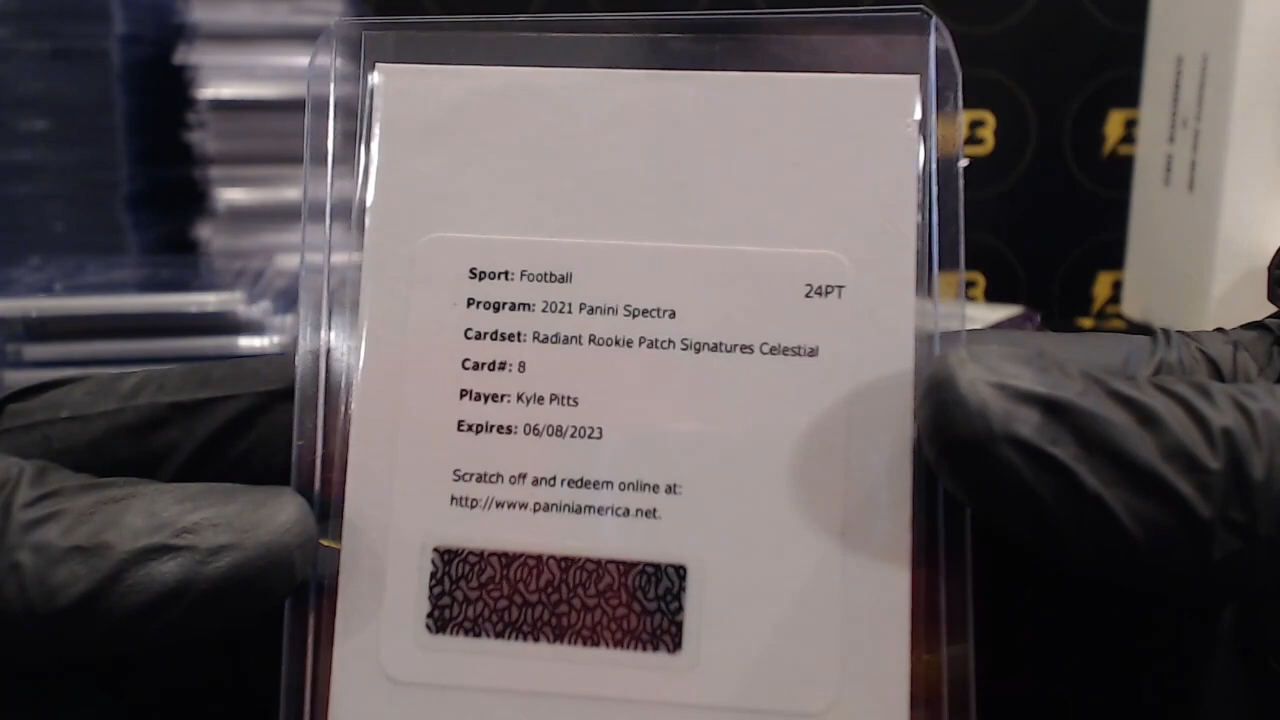 Sport: Football
24PT
Program: 2021 Panini Spectra
Cardset: Radiant Rookie Patch Signatures Celestial
Card#: 8
Player: Kyle Pitts
Expires: 06/08/2023
Scratch off and redeem online at:
http://www.paniniamerica.net.